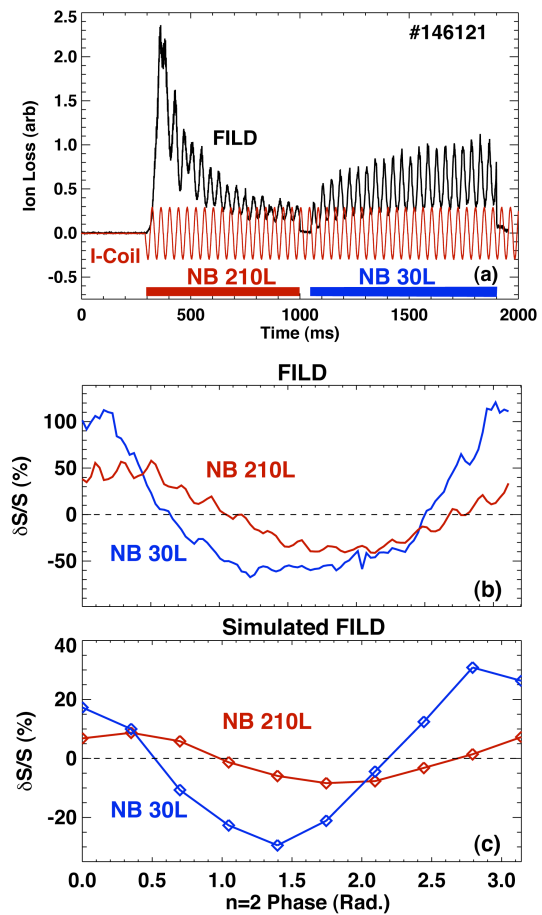 2.5
#146121
2.0
1.5
FILD
1.0
0.5
0.0
I-Coil
-0.5
NB 210L
NB 30L
(a)
Ion Loss (arb)
0
500
1000
1500
2000
Time (ms)
FILD
100
50
0
-50
δS/S (%)
NB 210L
NB 30L
(b)
Simulated FILD
40
20
0
-20
δS/S (%)
NB 210L
NB 30L
(c)
0.0
0.5
1.0
1.5
2.0
2.5
3.0
n=2 Phase (Rad.)